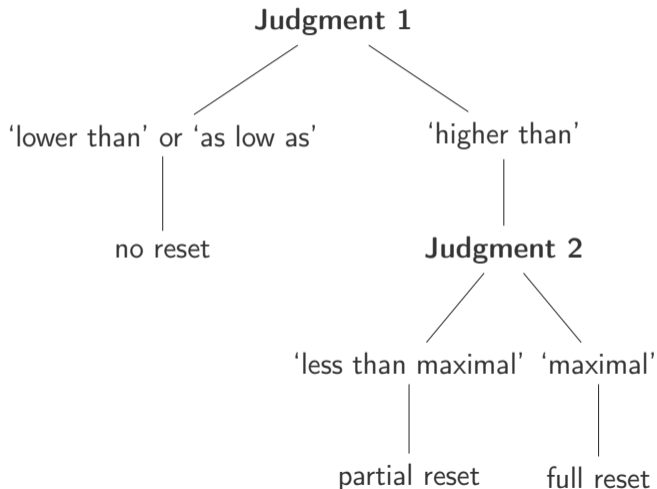 Judgment 1
‘lower than’ or ‘as low as’
‘higher than’
no reset
Judgment 2
‘less than maximal’
‘maximal’
partial reset
full reset